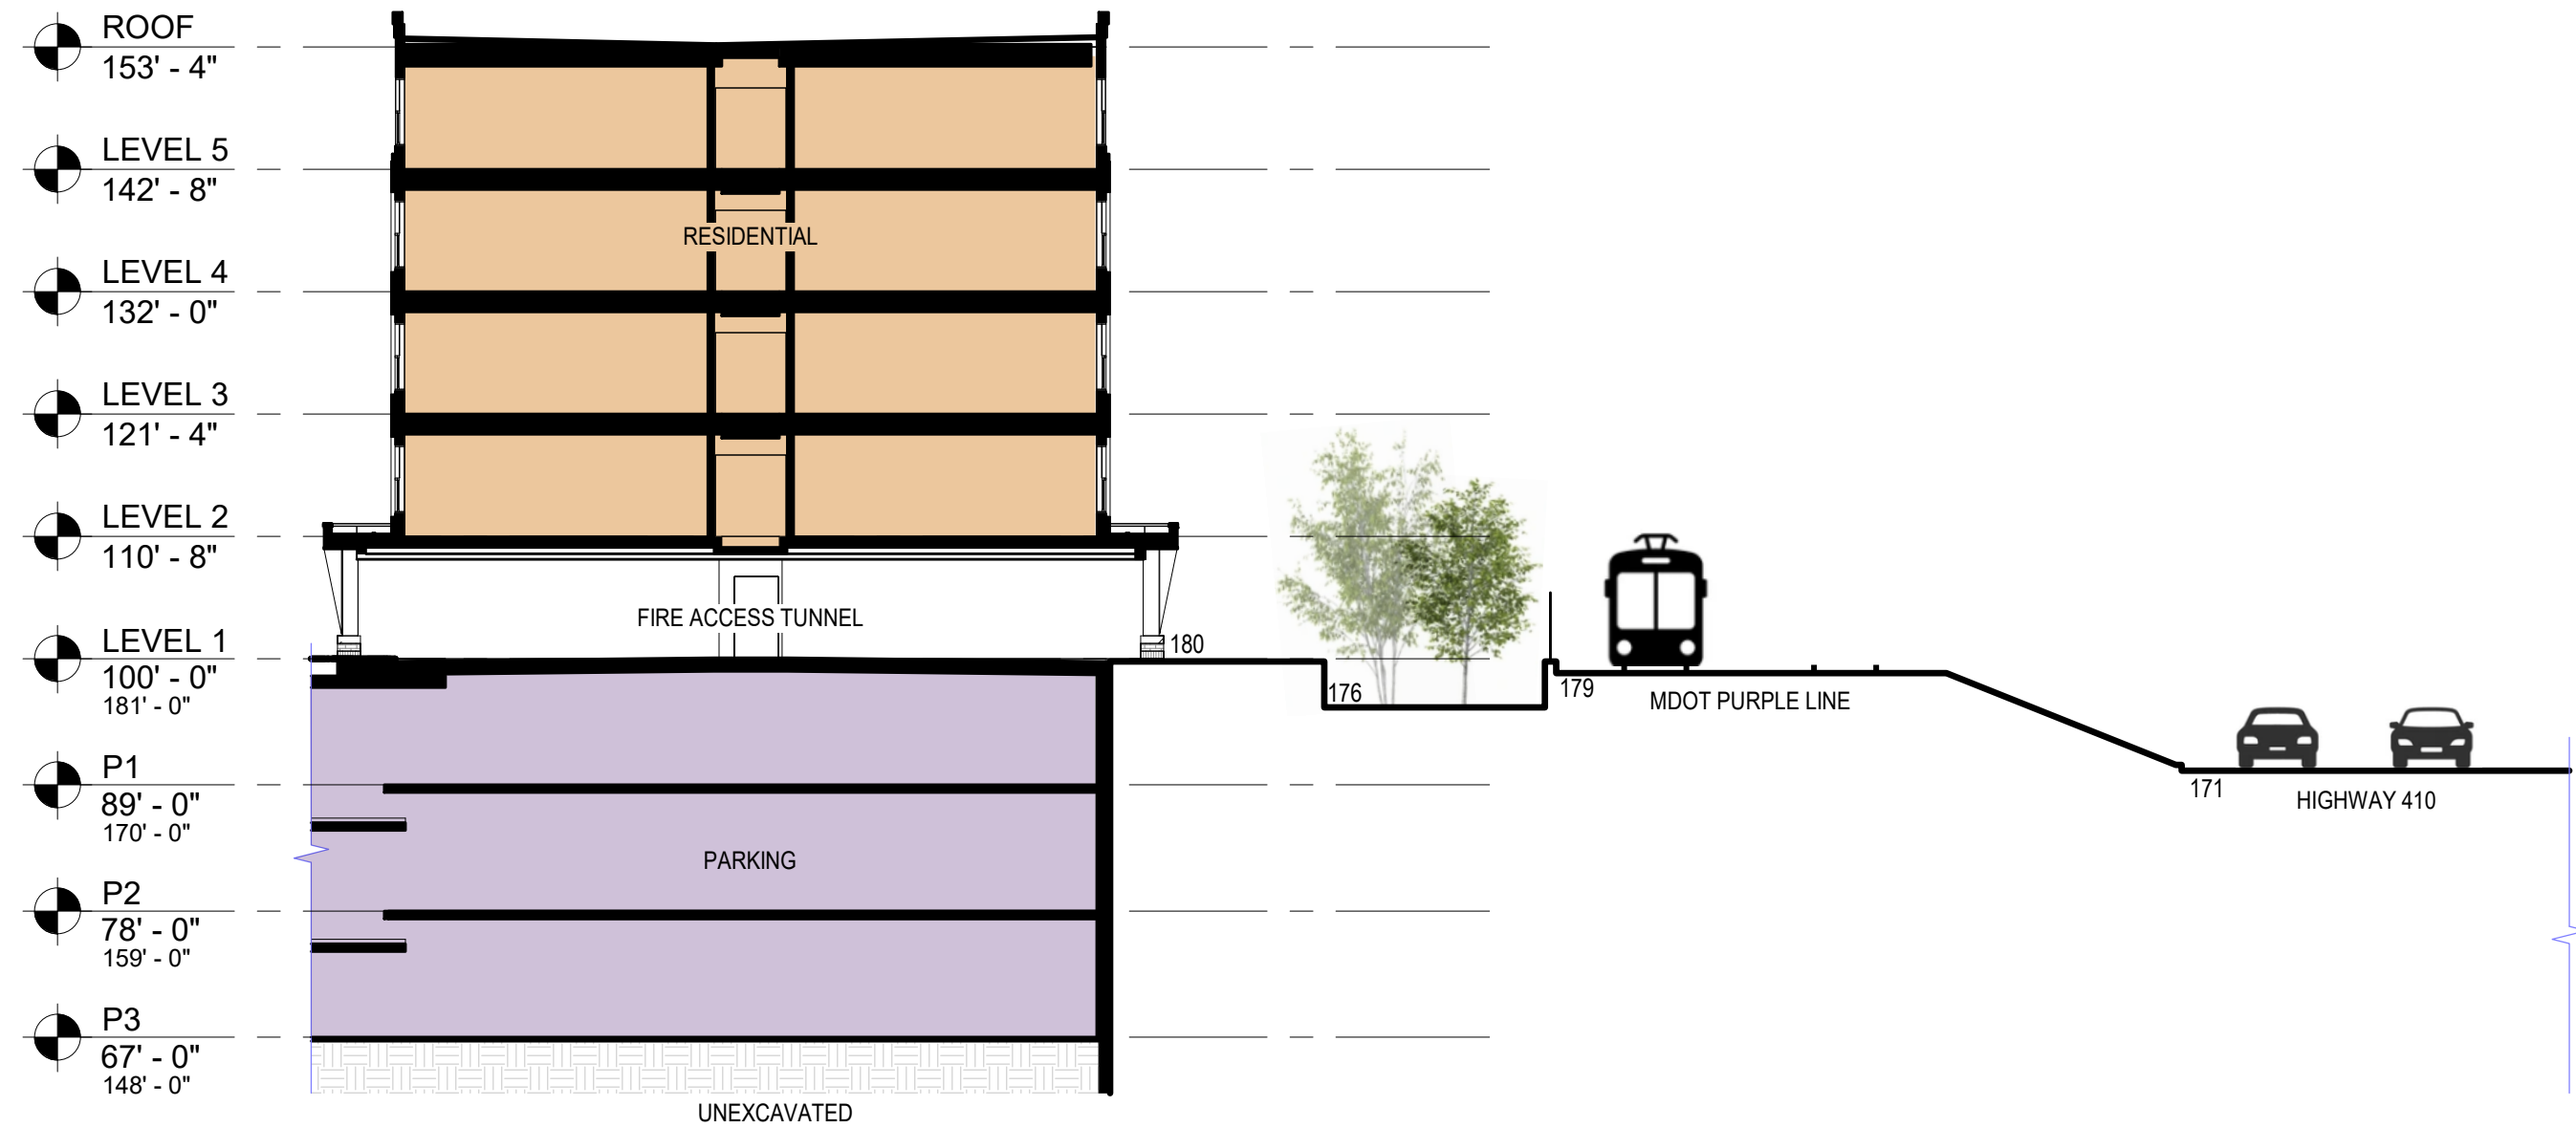 ROOF
153' - 4"
LEVEL 5
142' - 8"
RESIDENTIAL
LEVEL 4
132' - 0"
LEVEL 3
121' - 4"
LEVEL 2
110' - 8"
FIRE ACCESS TUNNEL
LEVEL 1
100' - 0"
181' - 0"
180
176
179
MDOT PURPLE LINE
P1
89' - 0"
170' - 0"
171
HIGHWAY 410
PARKING
P2
78' - 0"
159' - 0"
P3
67' - 0"
148' - 0"
UNEXCAVATED